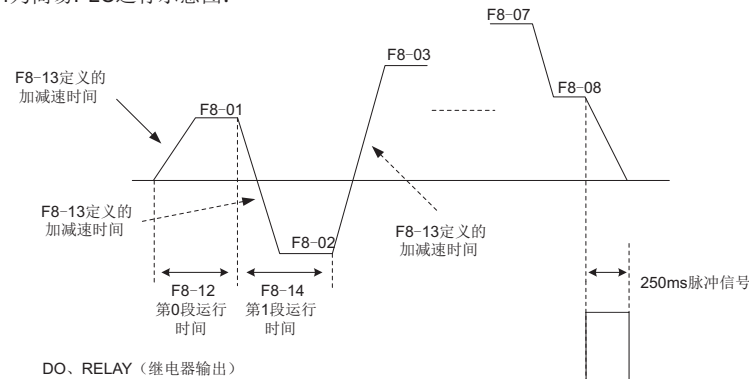 为简易PLC运行示意图：
F8-07
F8-03
F8-13定义的
加减速时间
F8-08
F8-01
F8-13定义的
加减速时间
F8-13定义的
加减速时间
F8-02
F8-12
第0段运行
时间
F8-14
第1段运行
时间
250ms脉冲信号
DO、RELAY（继电器输出）